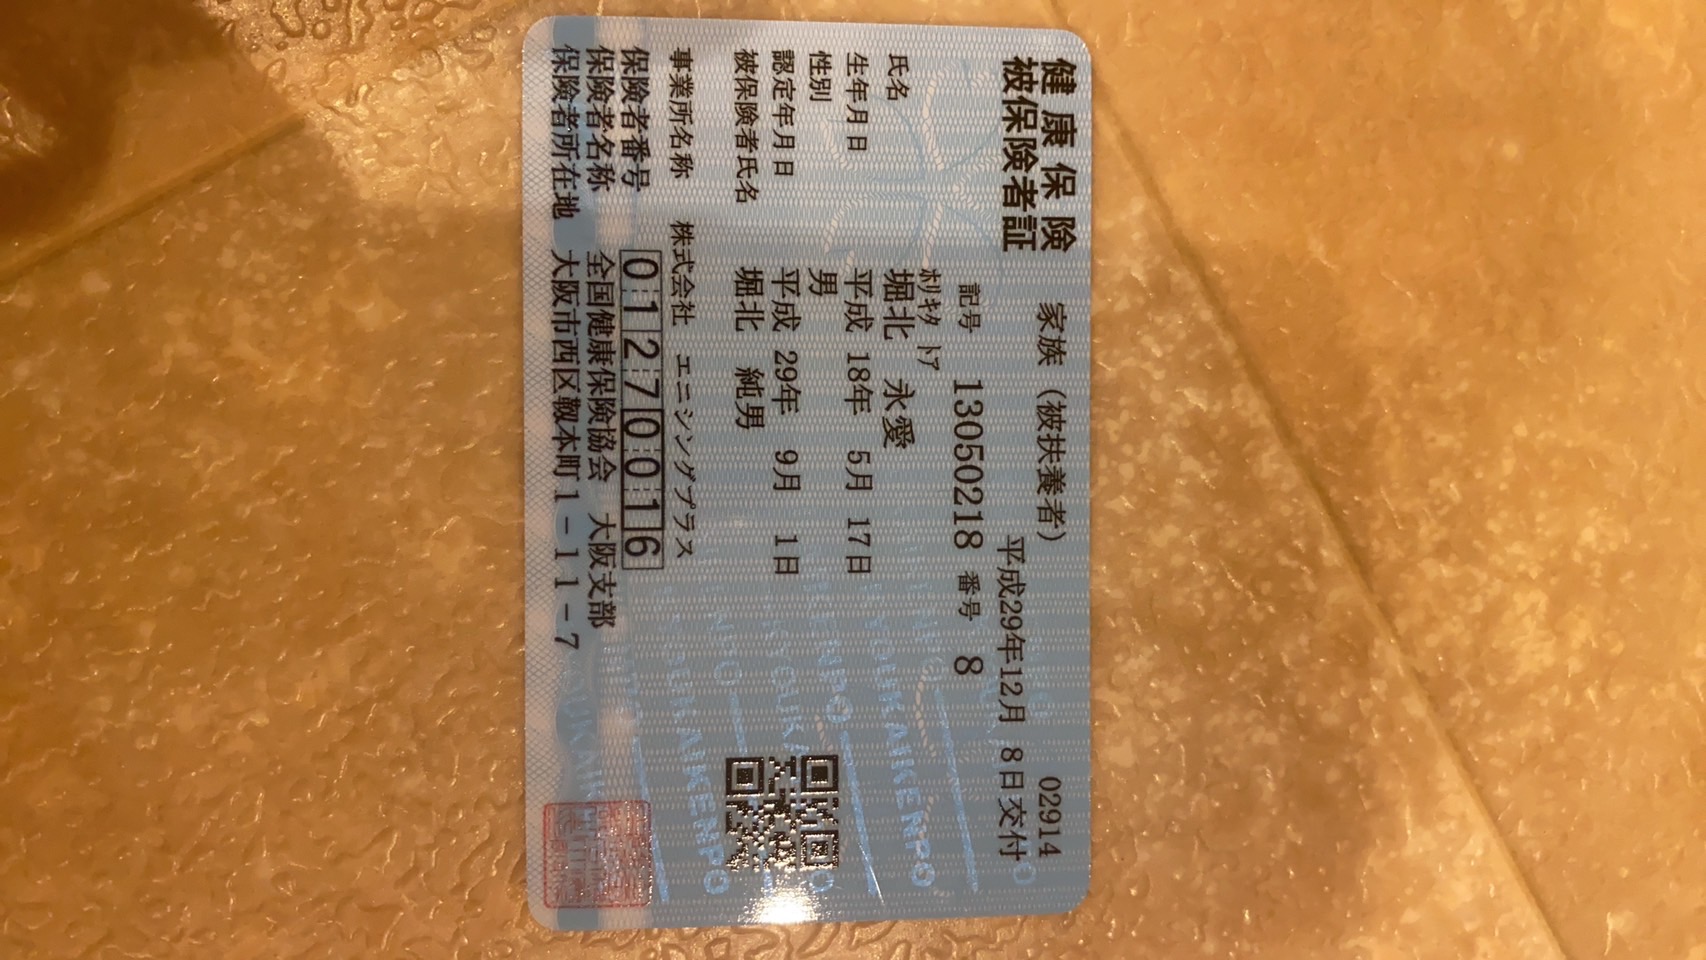 健康保険 家族（被扶養者） 02914
被保険者証 平成29年12月 8日交付
記号 13050218 番号 8
ﾎﾘｷﾀ ﾄｱ
氏名 堀北 永愛
生年月日 平成 18年 5月 17日
性別 男
認定年月日 平成 29年 9月 1日
被保険者氏名 堀北 純男
事業所名称 株式会社 エニシングプラス
保険者番号 01270016
保険者名称 全国健康保険協会 大阪支部
保険者所在地 大阪市西区靱本町1-11-7